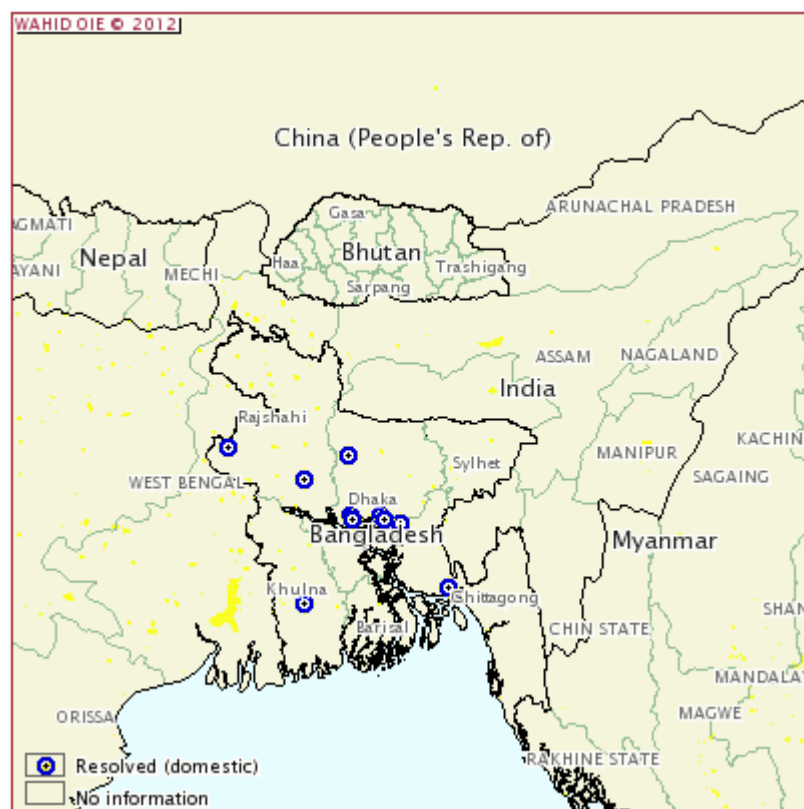 WAHID OIE © 2012
China (People's Rep. of)
ARUNACHAL PRADESH
Gasa
AGMATI
Bhutan
Nepal
Haa
Trashigang
AYANI
MECHI
Sarpang
ASSAM
NAGALAND
India
Rajshahi
KACHIN
MANIPUR
Sylhet
SAGAING
WEST BENGAL
Dhaka
Bangladesh
Myanmar
Khulna
Chittagong
SHAN
Barisal
CHIN STATE
MANDALAY
ORISSA
MAGWE
RAKHINE STATE
Resolved (domestic)
No information